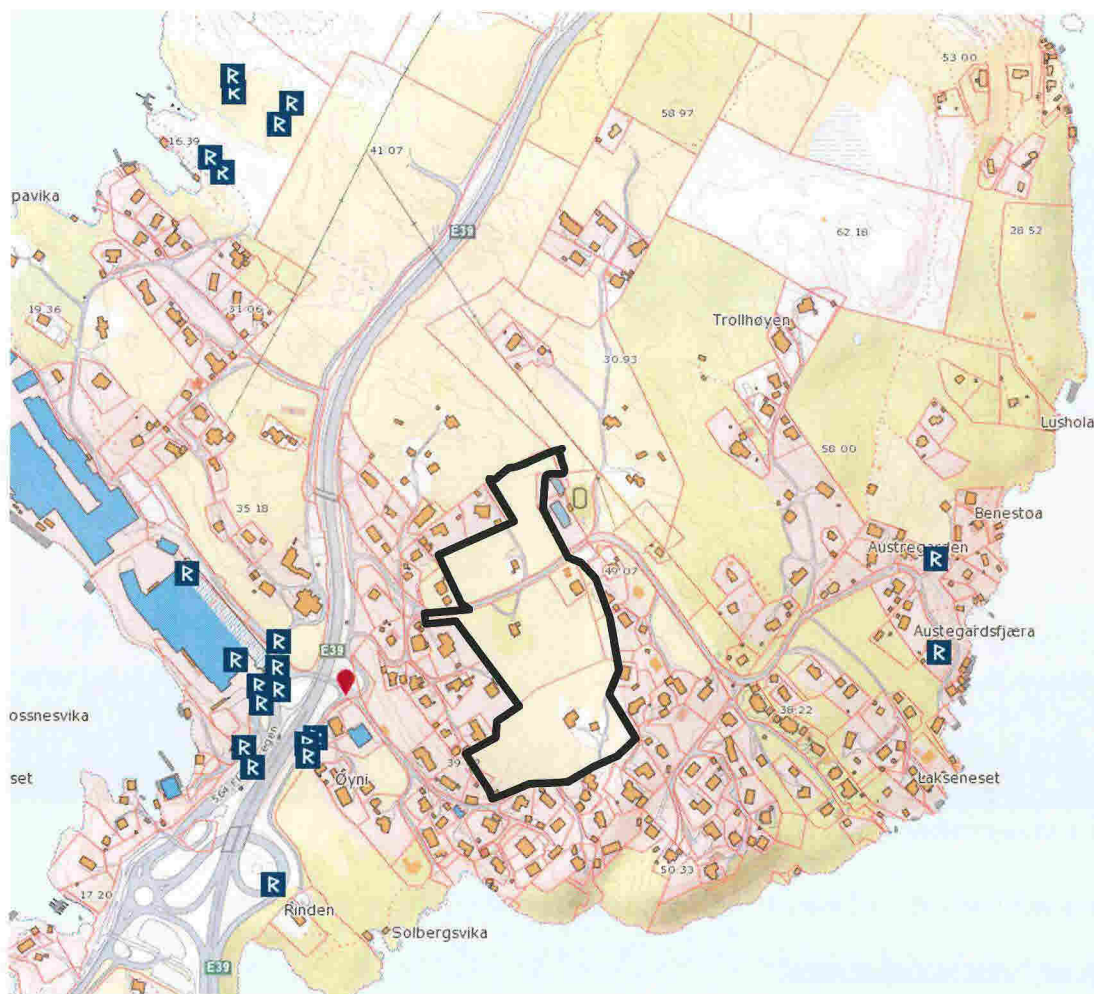 53 00
R
R
R
R
58 97
16.39
R
R
41 07
pavika
E39
28 52
62 18
19.36
31 06
Trollhøyen
30.93
Lushola
58 00
35 18
Benestoa
Austregarden
R
49 07
R
Austegardsfjæra
R
E39
R
R
R
R
R
R
ossnesvika
38 22
R
R
R
R
set
39
Øyni
Lakseneset
50 33
R
17 20
Rinden
Solbergsvika
E39